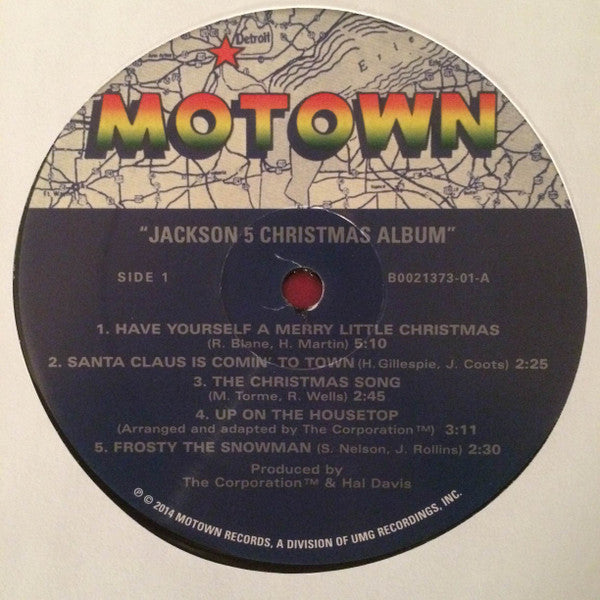 Detroit
Erie
MOTOWN
"JACKSON 5 CHRISTMAS ALBUM"
SIDE 1 B0021373-01-A
1. HAVE YOURSELF A MERRY LITTLE CHRISTMAS
(R. Blane, H. Martin) 5:10
2. SANTA CLAUS IS COMIN' TO TOWN (H. Gillespie, J. Coots) 2:25
3. THE CHRISTMAS SONG
(M. Torme, R. Wells) 2:45
4. UP ON THE HOUSETOP
(Arranged and adapted by The Corporation™) 3:11
5. FROSTY THE SNOWMAN (S. Nelson, J. Rollins) 2:30
Produced by
The Corporation™ & Hal Davis
℗ © 2014 MOTOWN RECORDS, A DIVISION OF UMG RECORDINGS, INC.